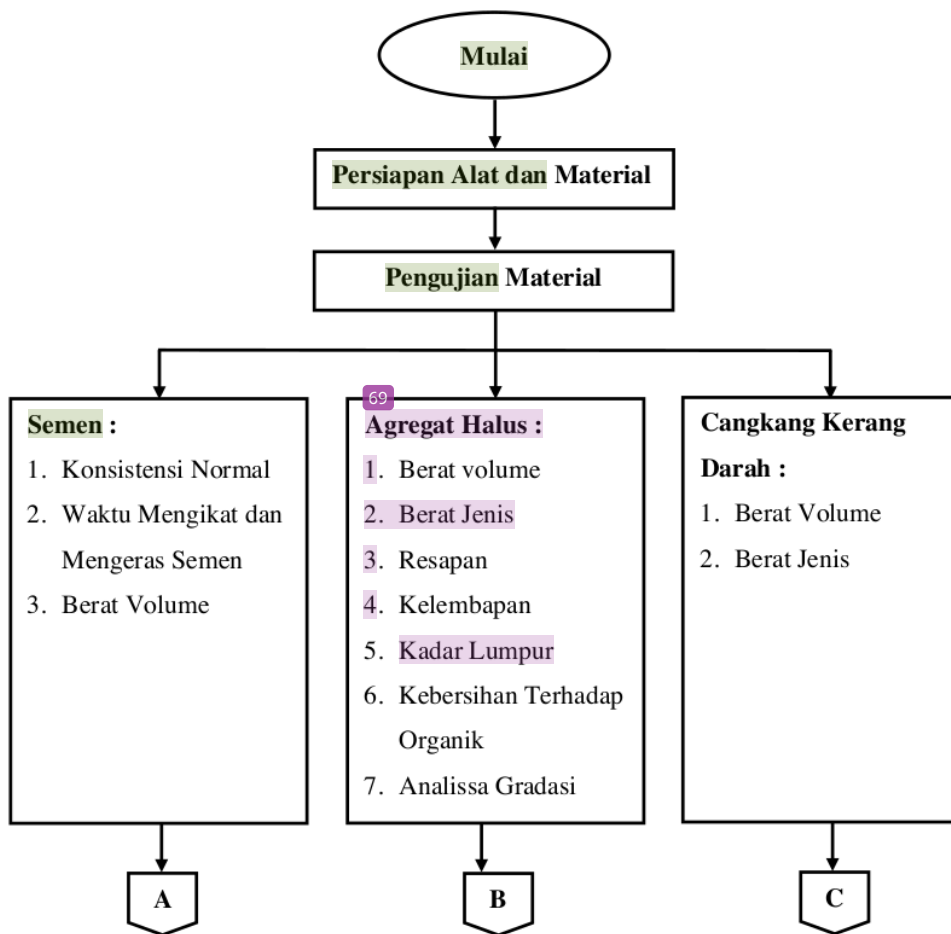 Mulai
Persiapan Alat dan Material
Pengujian Material
Semen :
1. Konsistensi Normal
2. Waktu Mengikat dan
Mengeras Semen
3. Berat Volume
69
Agregat Halus :
1. Berat volume
2. Berat Jenis
3. Resapan
4. Kelembapan
5. Kadar Lumpur
6. Kebersihan Terhadap
Organik
7. Analissa Gradasi
Cangkang Kerang
Darah :
1. Berat Volume
2. Berat Jenis
A
B
C